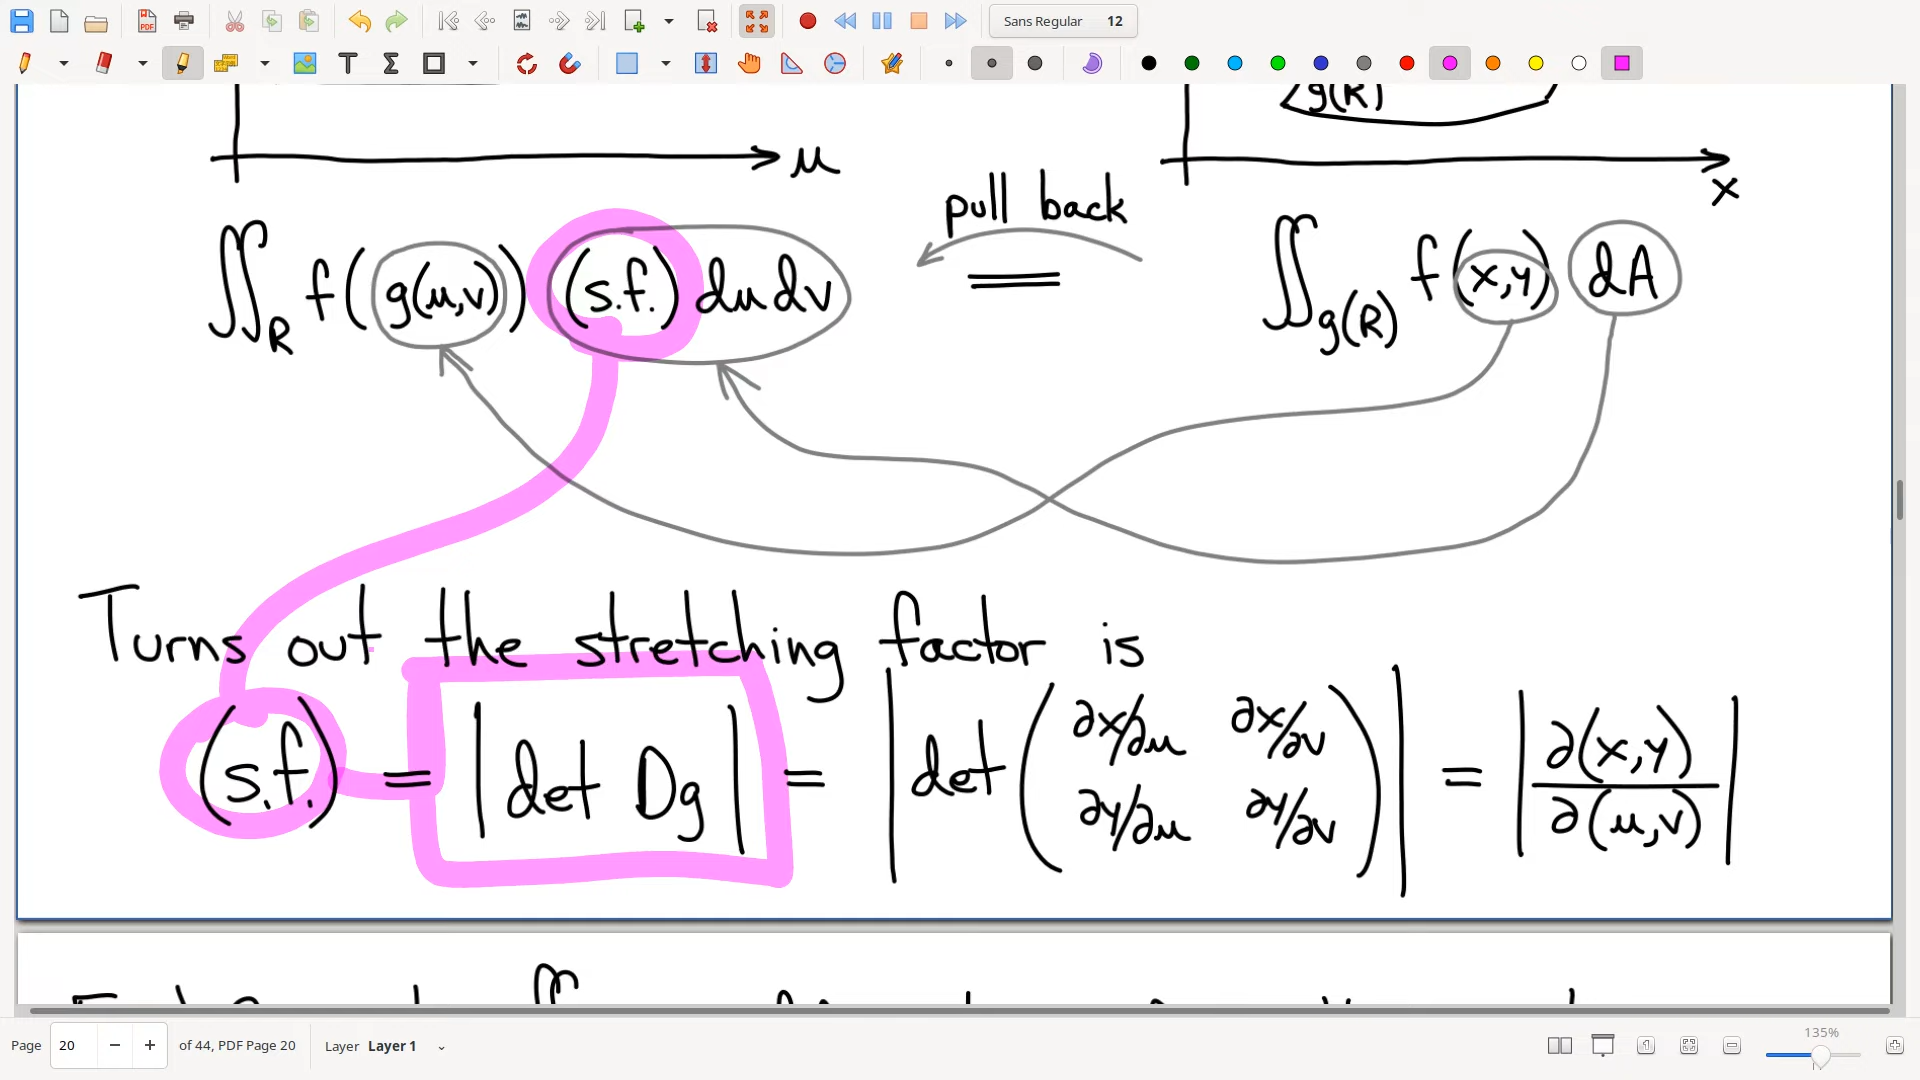 Sans Regular 12
g(R)
u
x
pull back
∬_R f(g(u,v)) (s.f.) du dv = ∬_g(R) f(x,y) dA
Turns out the stretching factor is
(s.f.) = |det Dg| = |det(∂x/∂u ∂x/∂v
∂y/∂u ∂y/∂v)| = |∂(x,y)/∂(u,v)|
Page 20 − + of 44, PDF Page 20 Layer Layer 1 135%